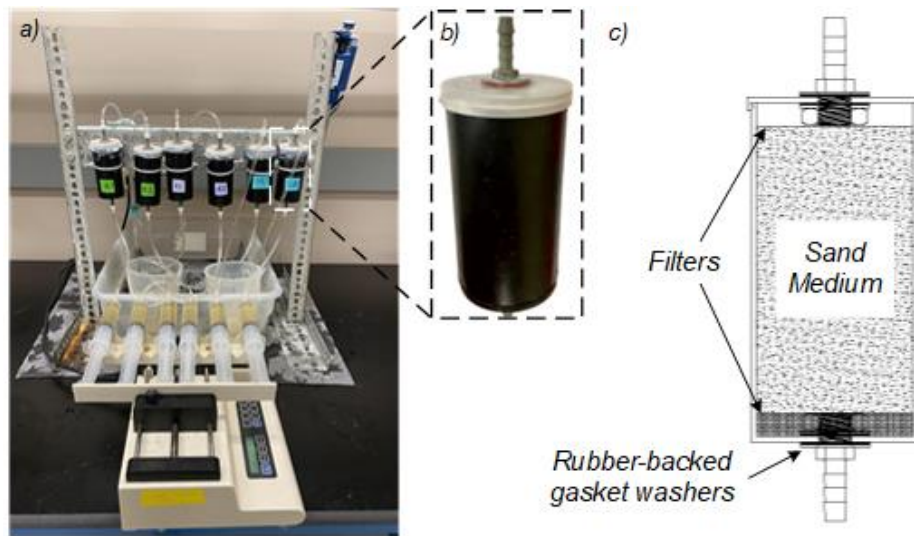 a)
b)
c)
Filters
Sand
Medium
Rubber-backed
gasket washers